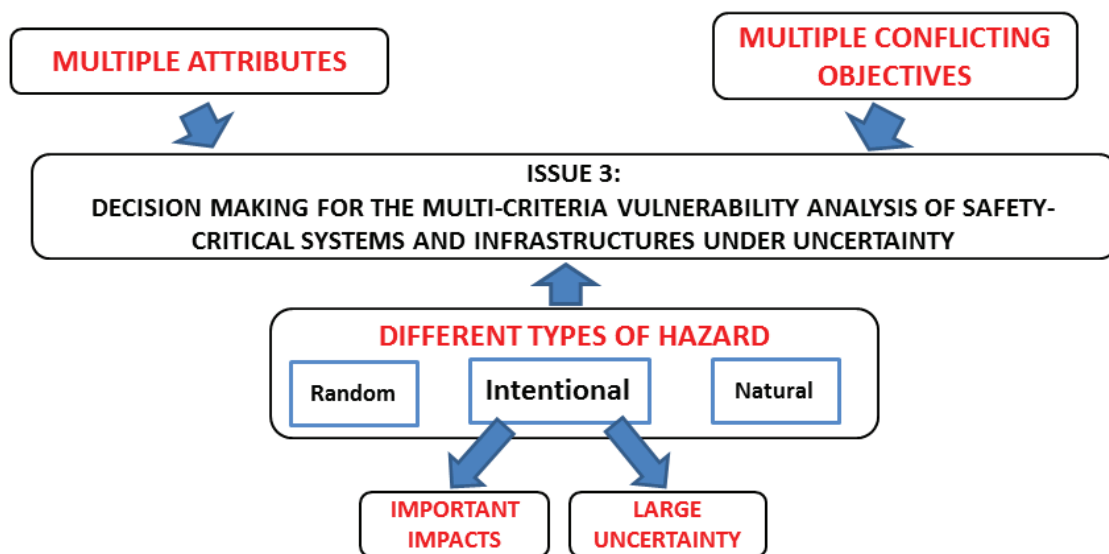 MULTIPLE ATTRIBUTES
MULTIPLE CONFLICTING
OBJECTIVES
ISSUE 3:
DECISION MAKING FOR THE MULTI-CRITERIA VULNERABILITY ANALYSIS OF SAFETY-
CRITICAL SYSTEMS AND INFRASTRUCTURES UNDER UNCERTAINTY
DIFFERENT TYPES OF HAZARD
Random
Intentional
Natural
IMPORTANT
IMPACTS
LARGE
UNCERTAINTY